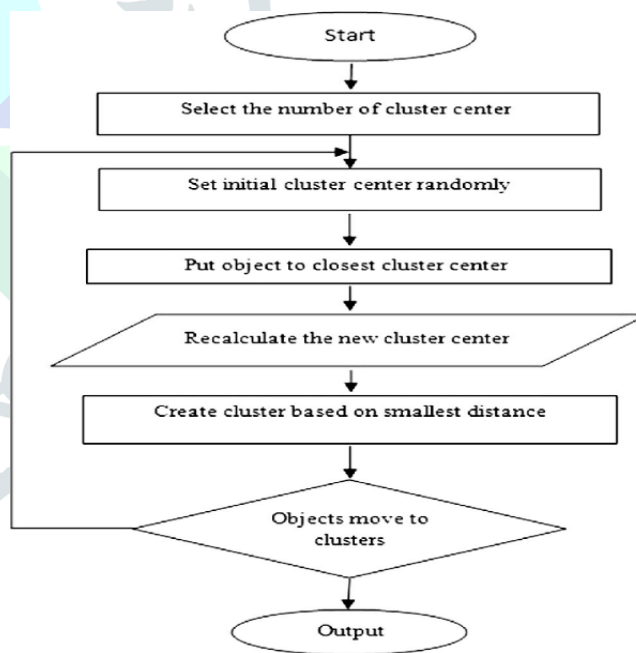 Start
Select the number of cluster center
Set initial cluster center randomly
Put object to closest cluster center
Recalculate the new cluster center
Create cluster based on smallest distance
Objects move to
clusters
Output